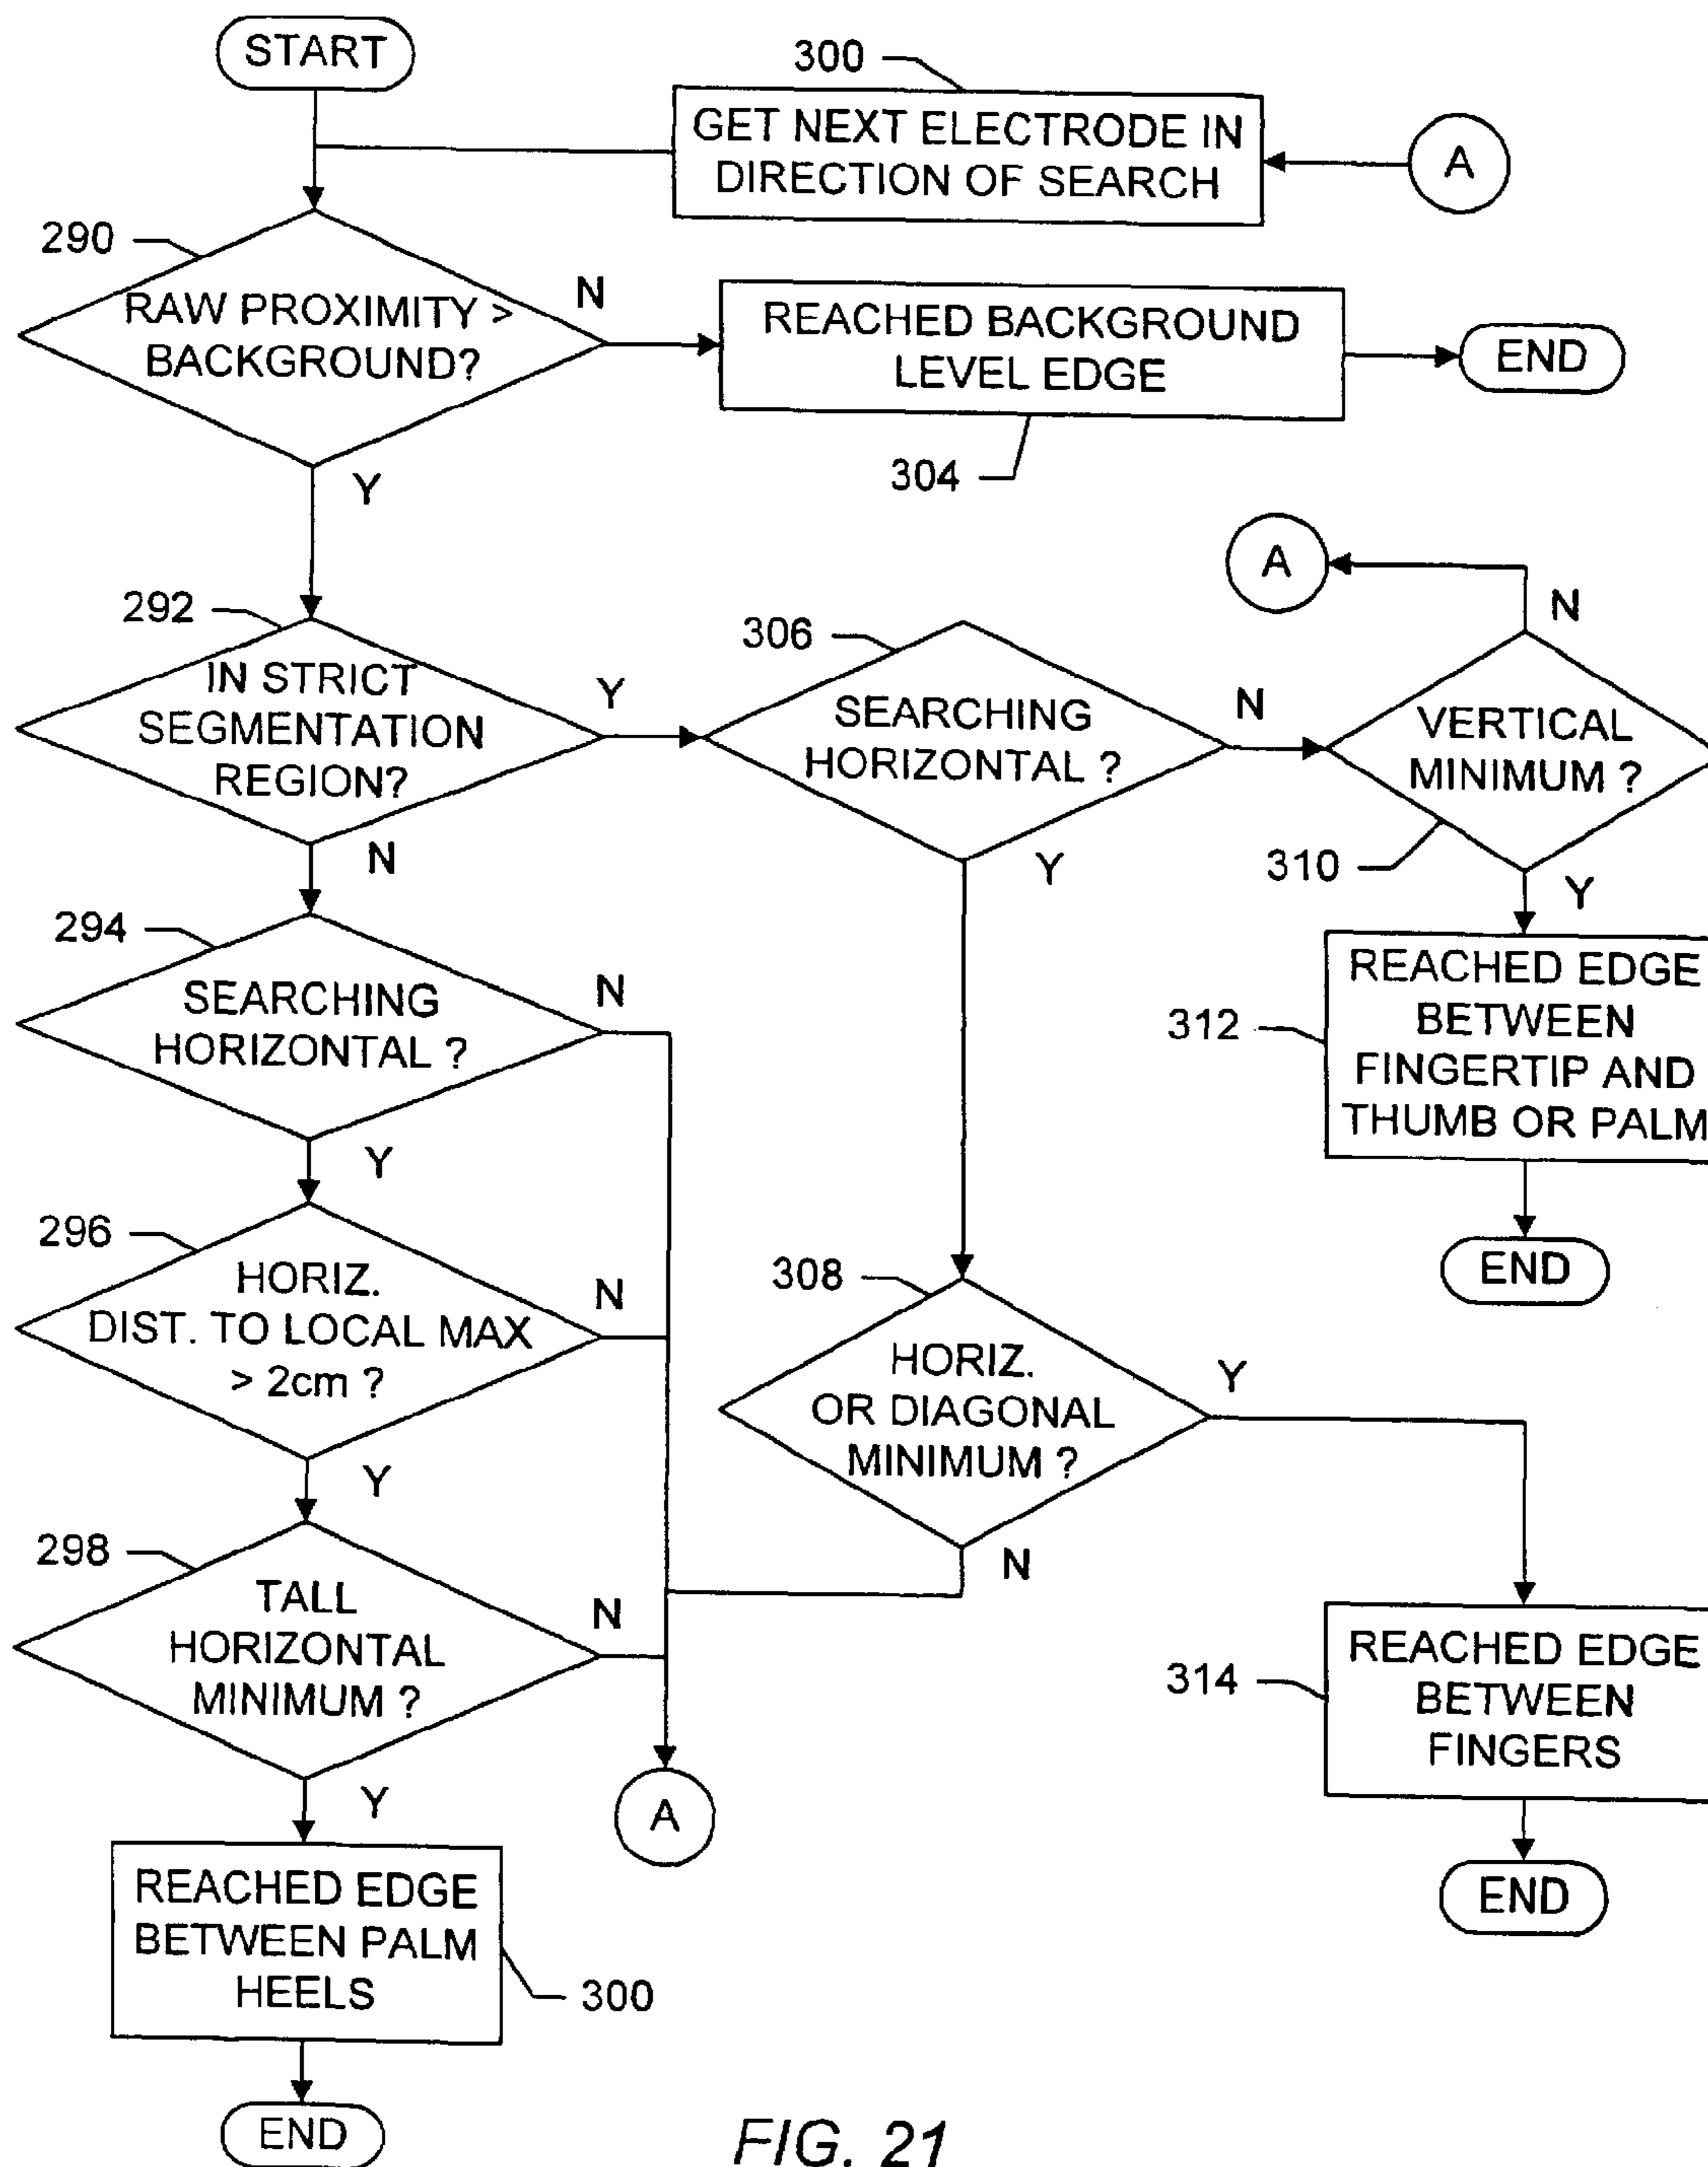 START
300
GET NEXT ELECTRODE IN
DIRECTION OF SEARCH
A
290
RAW PROXIMITY >
BACKGROUND?
N
Y
REACHED BACKGROUND
LEVEL EDGE
304
END
A
N
292
IN STRICT
SEGMENTATION
REGION?
Y
N
306
SEARCHING
HORIZONTAL ?
N
Y
VERTICAL
MINIMUM ?
310
Y
294
SEARCHING
HORIZONTAL ?
N
Y
312
REACHED EDGE
BETWEEN
FINGERTIP AND
THUMB OR PALM
END
296
HORIZ.
DIST. TO LOCAL MAX
> 2cm ?
N
Y
308
HORIZ.
OR DIAGONAL
MINIMUM ?
Y
N
298
TALL
HORIZONTAL
MINIMUM ?
N
Y
A
314
REACHED EDGE
BETWEEN
FINGERS
END
REACHED EDGE
BETWEEN PALM
HEELS
300
END
FIG. 21